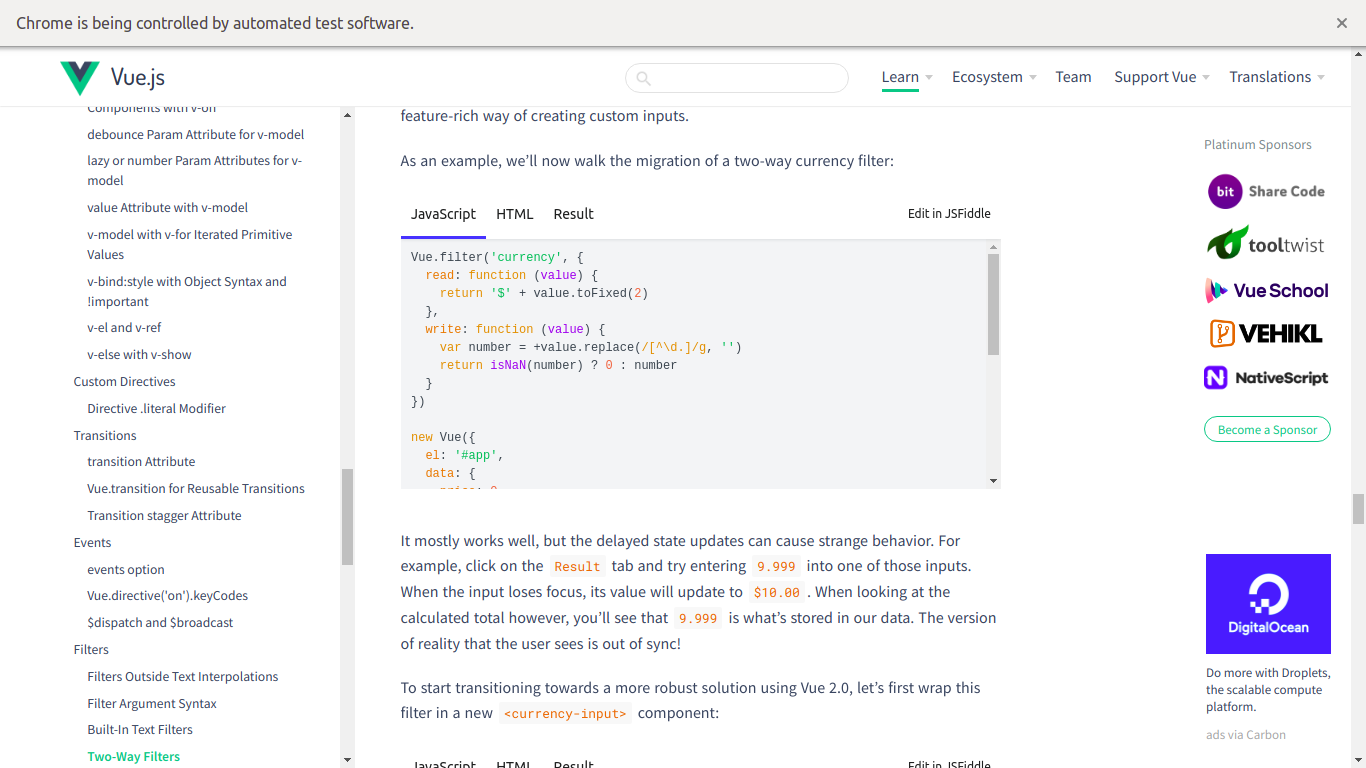 Chrome is being controlled by automated test software.
Vue.js
Learn
Ecosystem
Team
Support Vue
Translations
Components with v-on
debounce Param Attribute for v-model
lazy or number Param Attributes for v-
model
value Attribute with v-model
v-model with v-for Iterated Primitive
Values
v-bind:style with Object Syntax and
!important
v-el and v-ref
v-else with v-show
Custom Directives
Directive .literal Modifier
Transitions
transition Attribute
Vue.transition for Reusable Transitions
Transition stagger Attribute
Events
events option
Vue.directive('on').keyCodes
$dispatch and $broadcast
Filters
Filters Outside Text Interpolations
Filter Argument Syntax
Built-In Text Filters
Two-Way Filters
feature-rich way of creating custom inputs.
As an example, we’ll now walk the migration of a two-way currency filter:
JavaScript HTML Result Edit in JSFiddle
Vue.filter('currency', {
  read: function (value) {
    return '$' + value.toFixed(2)
  },
  write: function (value) {
    var number = +value.replace(/[^\d.]/g, '')
    return isNaN(number) ? 0 : number
  }
})
new Vue({
  el: '#app',
  data: {
    price: 0
It mostly works well, but the delayed state updates can cause strange behavior. For
example, click on the Result tab and try entering 9.999 into one of those inputs.
When the input loses focus, its value will update to $10.00 . When looking at the
calculated total however, you’ll see that 9.999 is what’s stored in our data. The version
of reality that the user sees is out of sync!
To start transitioning towards a more robust solution using Vue 2.0, let’s first wrap this
filter in a new <currency-input> component:
JavaScript HTML Result Edit in JSFiddle
Platinum Sponsors
bit Share Code
tooltwist
Vue School
VEHIKL
NativeScript
Become a Sponsor
DigitalOcean
Do more with Droplets,
the scalable compute
platform.
ads via Carbon